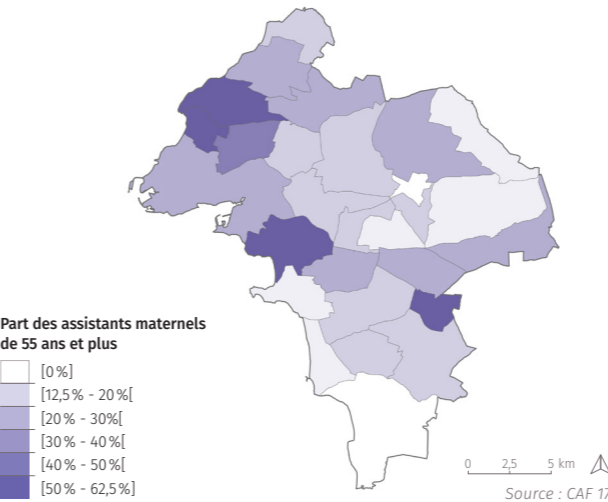 Part des assistants maternels
de 55 ans et plus
[0 %]
[12,5 % - 20 %[
[20 % - 30%[
[30 % - 40 %[
[40 % - 50 %[
[50 % - 62,5 %]
0 2,5 5 km
Source : CAF 17